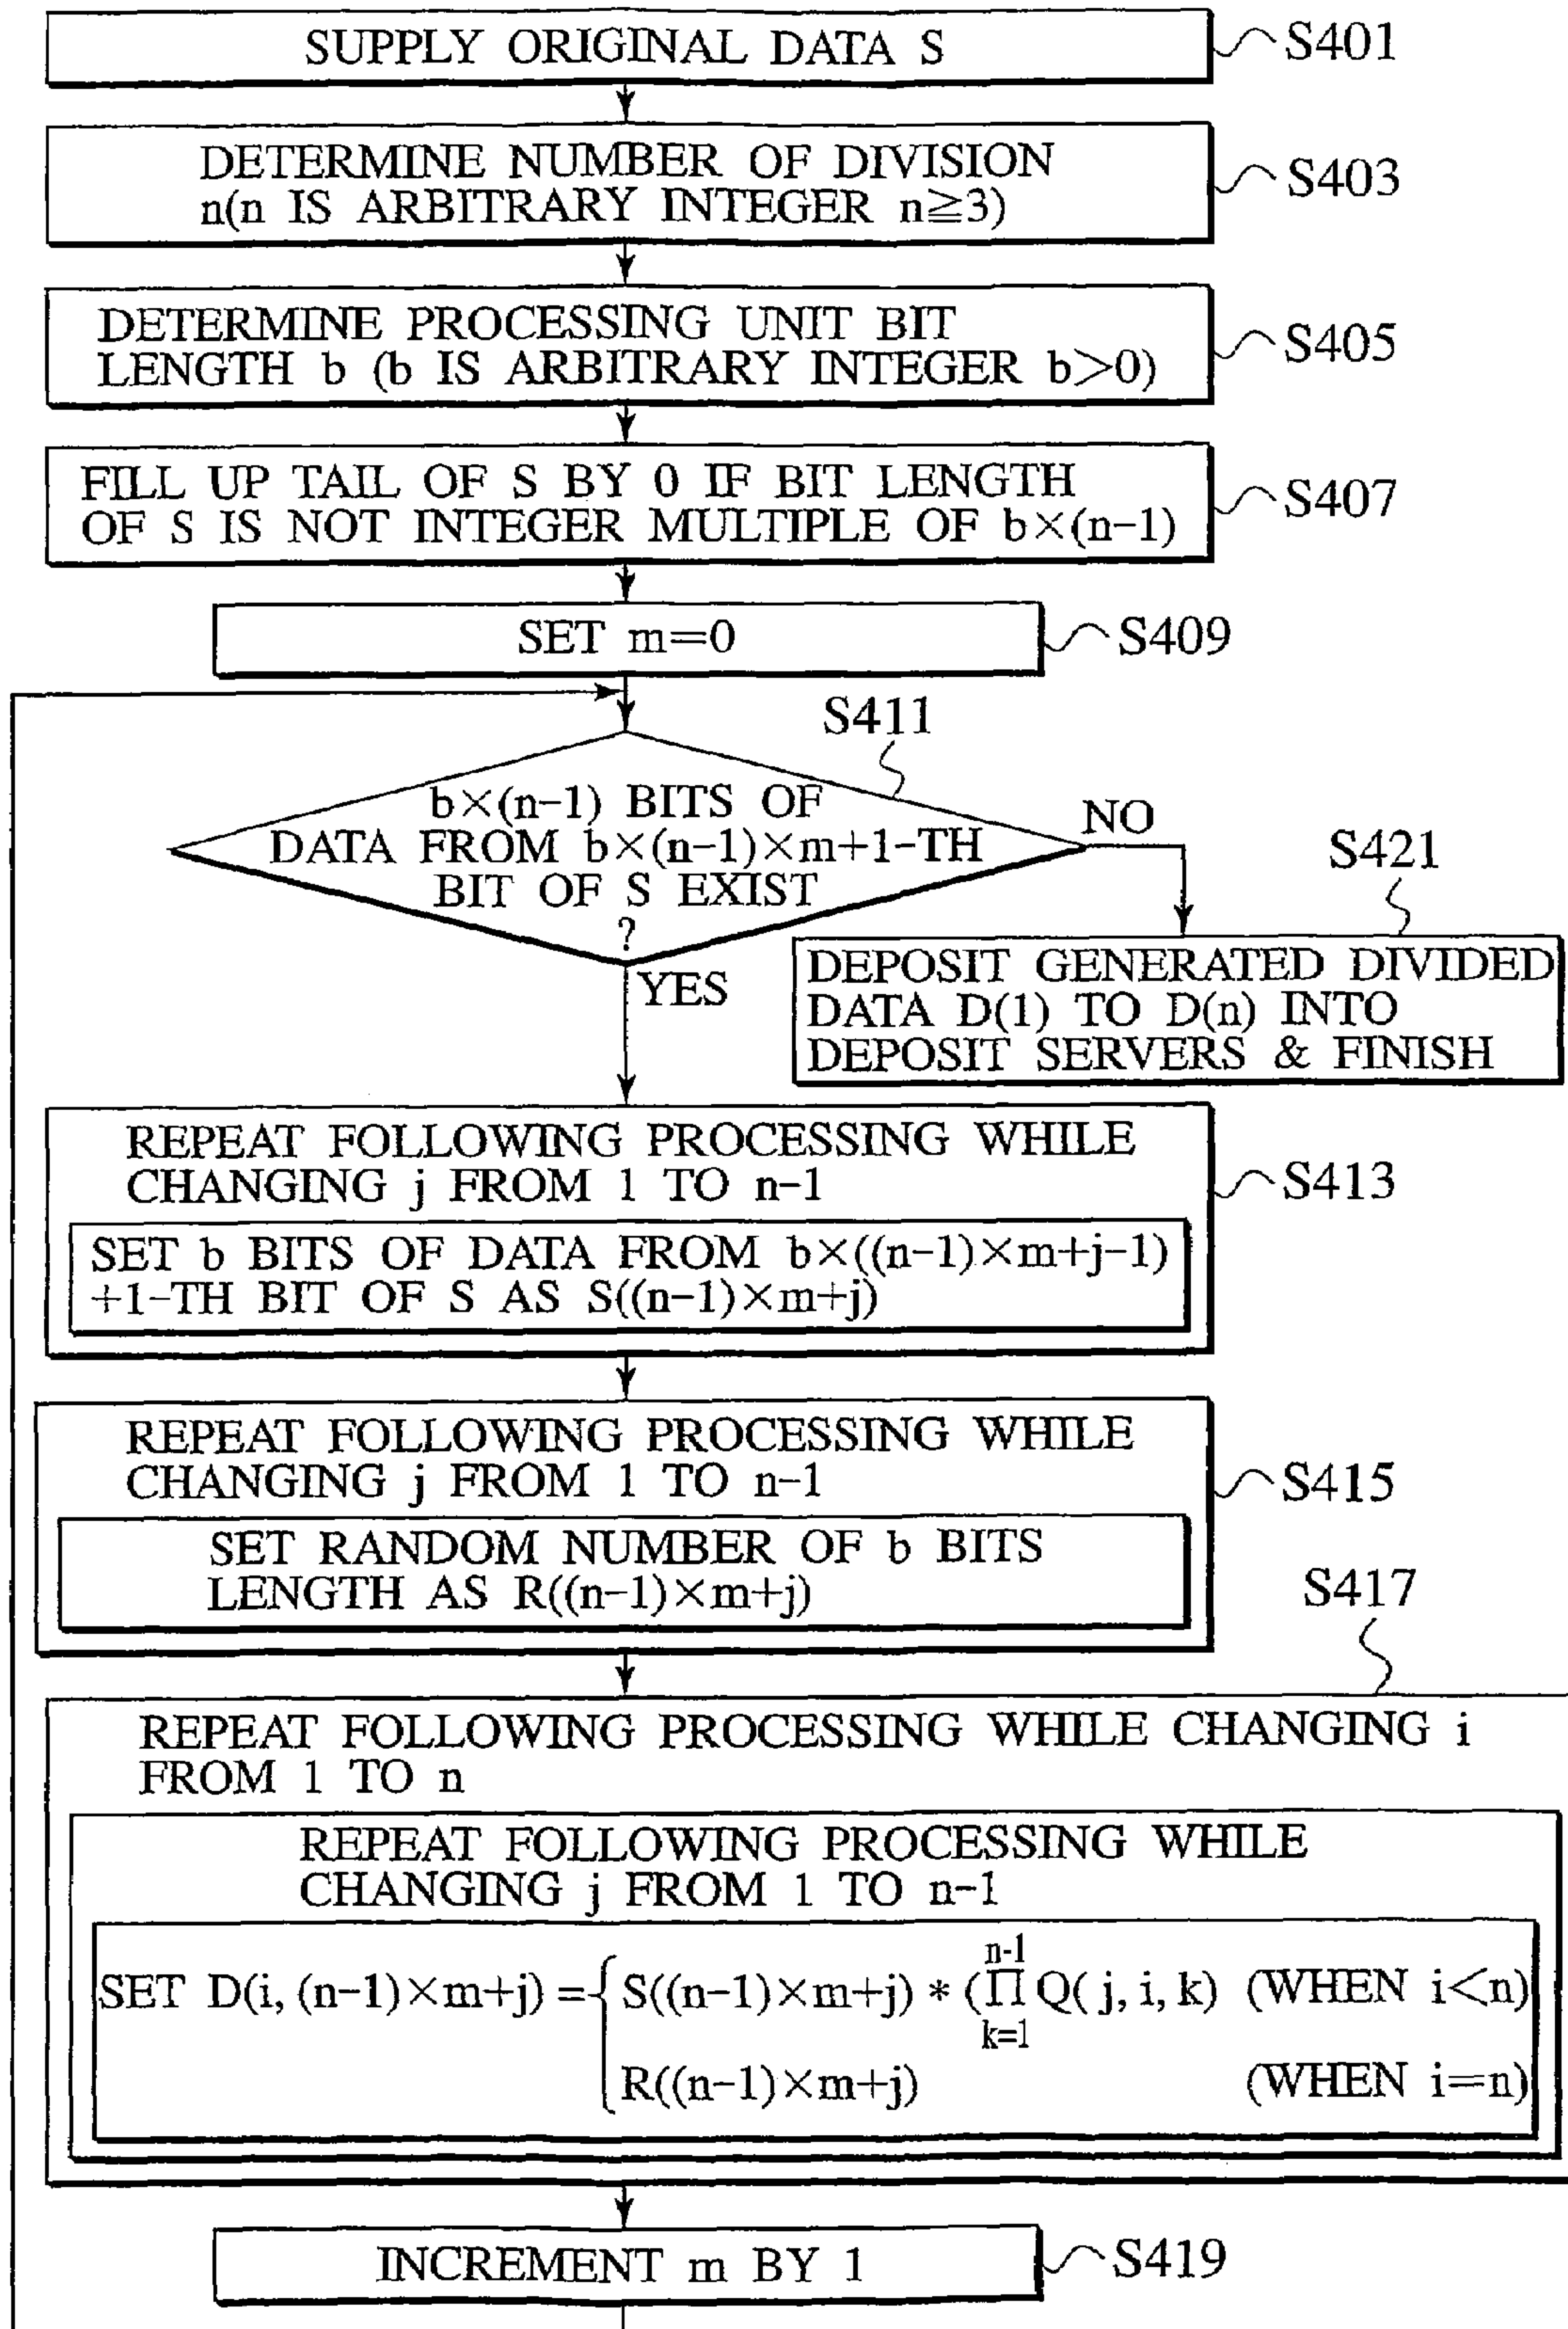 SUPPLY ORIGINAL DATA S
S401
DETERMINE NUMBER OF DIVISION
n(n IS ARBITRARY INTEGER n≧3)
S403
DETERMINE PROCESSING UNIT BIT
LENGTH b (b IS ARBITRARY INTEGER b>0)
S405
FILL UP TAIL OF S BY 0 IF BIT LENGTH
OF S IS NOT INTEGER MULTIPLE OF b×(n-1)
S407
SET m=0
S409
S411
b×(n-1) BITS OF
DATA FROM b×(n-1)×m+1-TH
BIT OF S EXIST
?
NO
YES
S421
DEPOSIT GENERATED DIVIDED
DATA D(1) TO D(n) INTO
DEPOSIT SERVERS & FINISH
REPEAT FOLLOWING PROCESSING WHILE
CHANGING j FROM 1 TO n-1
S413
SET b BITS OF DATA FROM b×((n-1)×m+j-1)
+1-TH BIT OF S AS S((n-1)×m+j)
REPEAT FOLLOWING PROCESSING WHILE
CHANGING j FROM 1 TO n-1
S415
SET RANDOM NUMBER OF b BITS
LENGTH AS R((n-1)×m+j)
S417
REPEAT FOLLOWING PROCESSING WHILE CHANGING i
FROM 1 TO n
REPEAT FOLLOWING PROCESSING WHILE
CHANGING j FROM 1 TO n-1
n-1
SET D(i, (n-1)×m+j) = { S((n-1)×m+j) * (Π Q( j, i, k) (WHEN i<n)
k=1
R((n-1)×m+j) (WHEN i=n)
INCREMENT m BY 1
S419